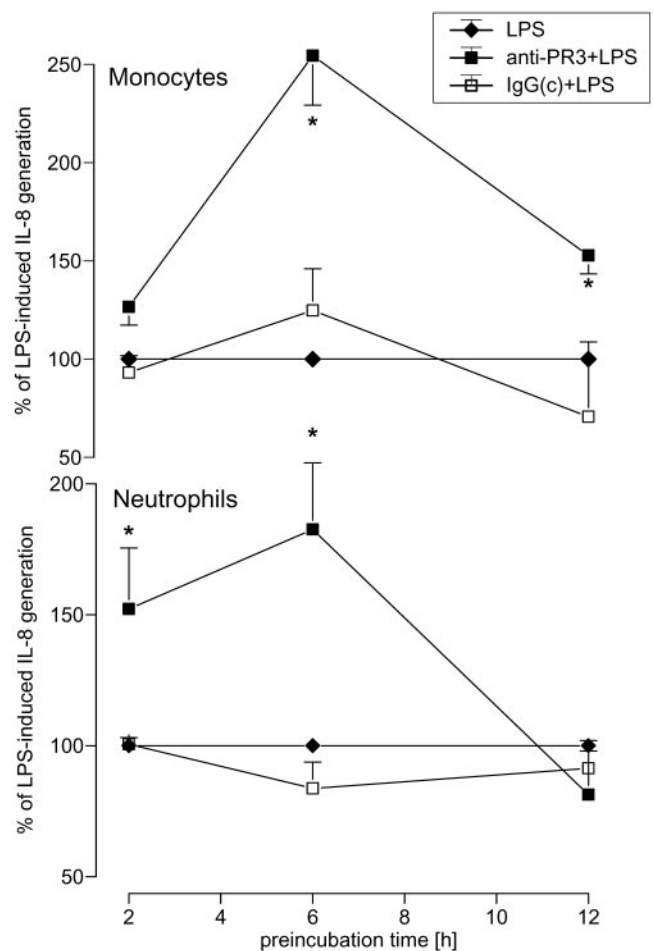 LPS
anti-PR3+LPS
IgG(c)+LPS
Monocytes
% of LPS-induced IL-8 generation
250
200
150
100
50
*
*
Neutrophils
% of LPS-induced IL-8 generation
200
150
100
50
*
*
2 4 6 8 10 12
preincubation time [h]